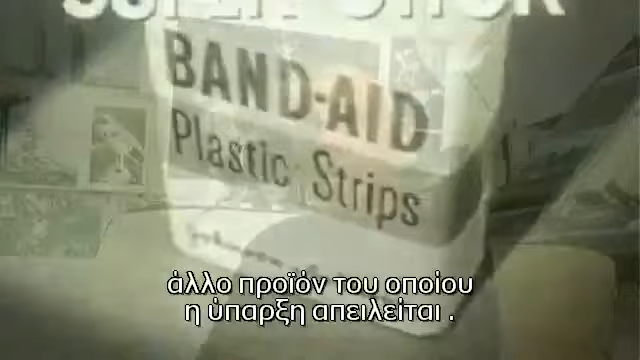 BAND-AID
Plastic Strips
άλλο προϊόν του οποίου
η ύπαρξη απειλείται .